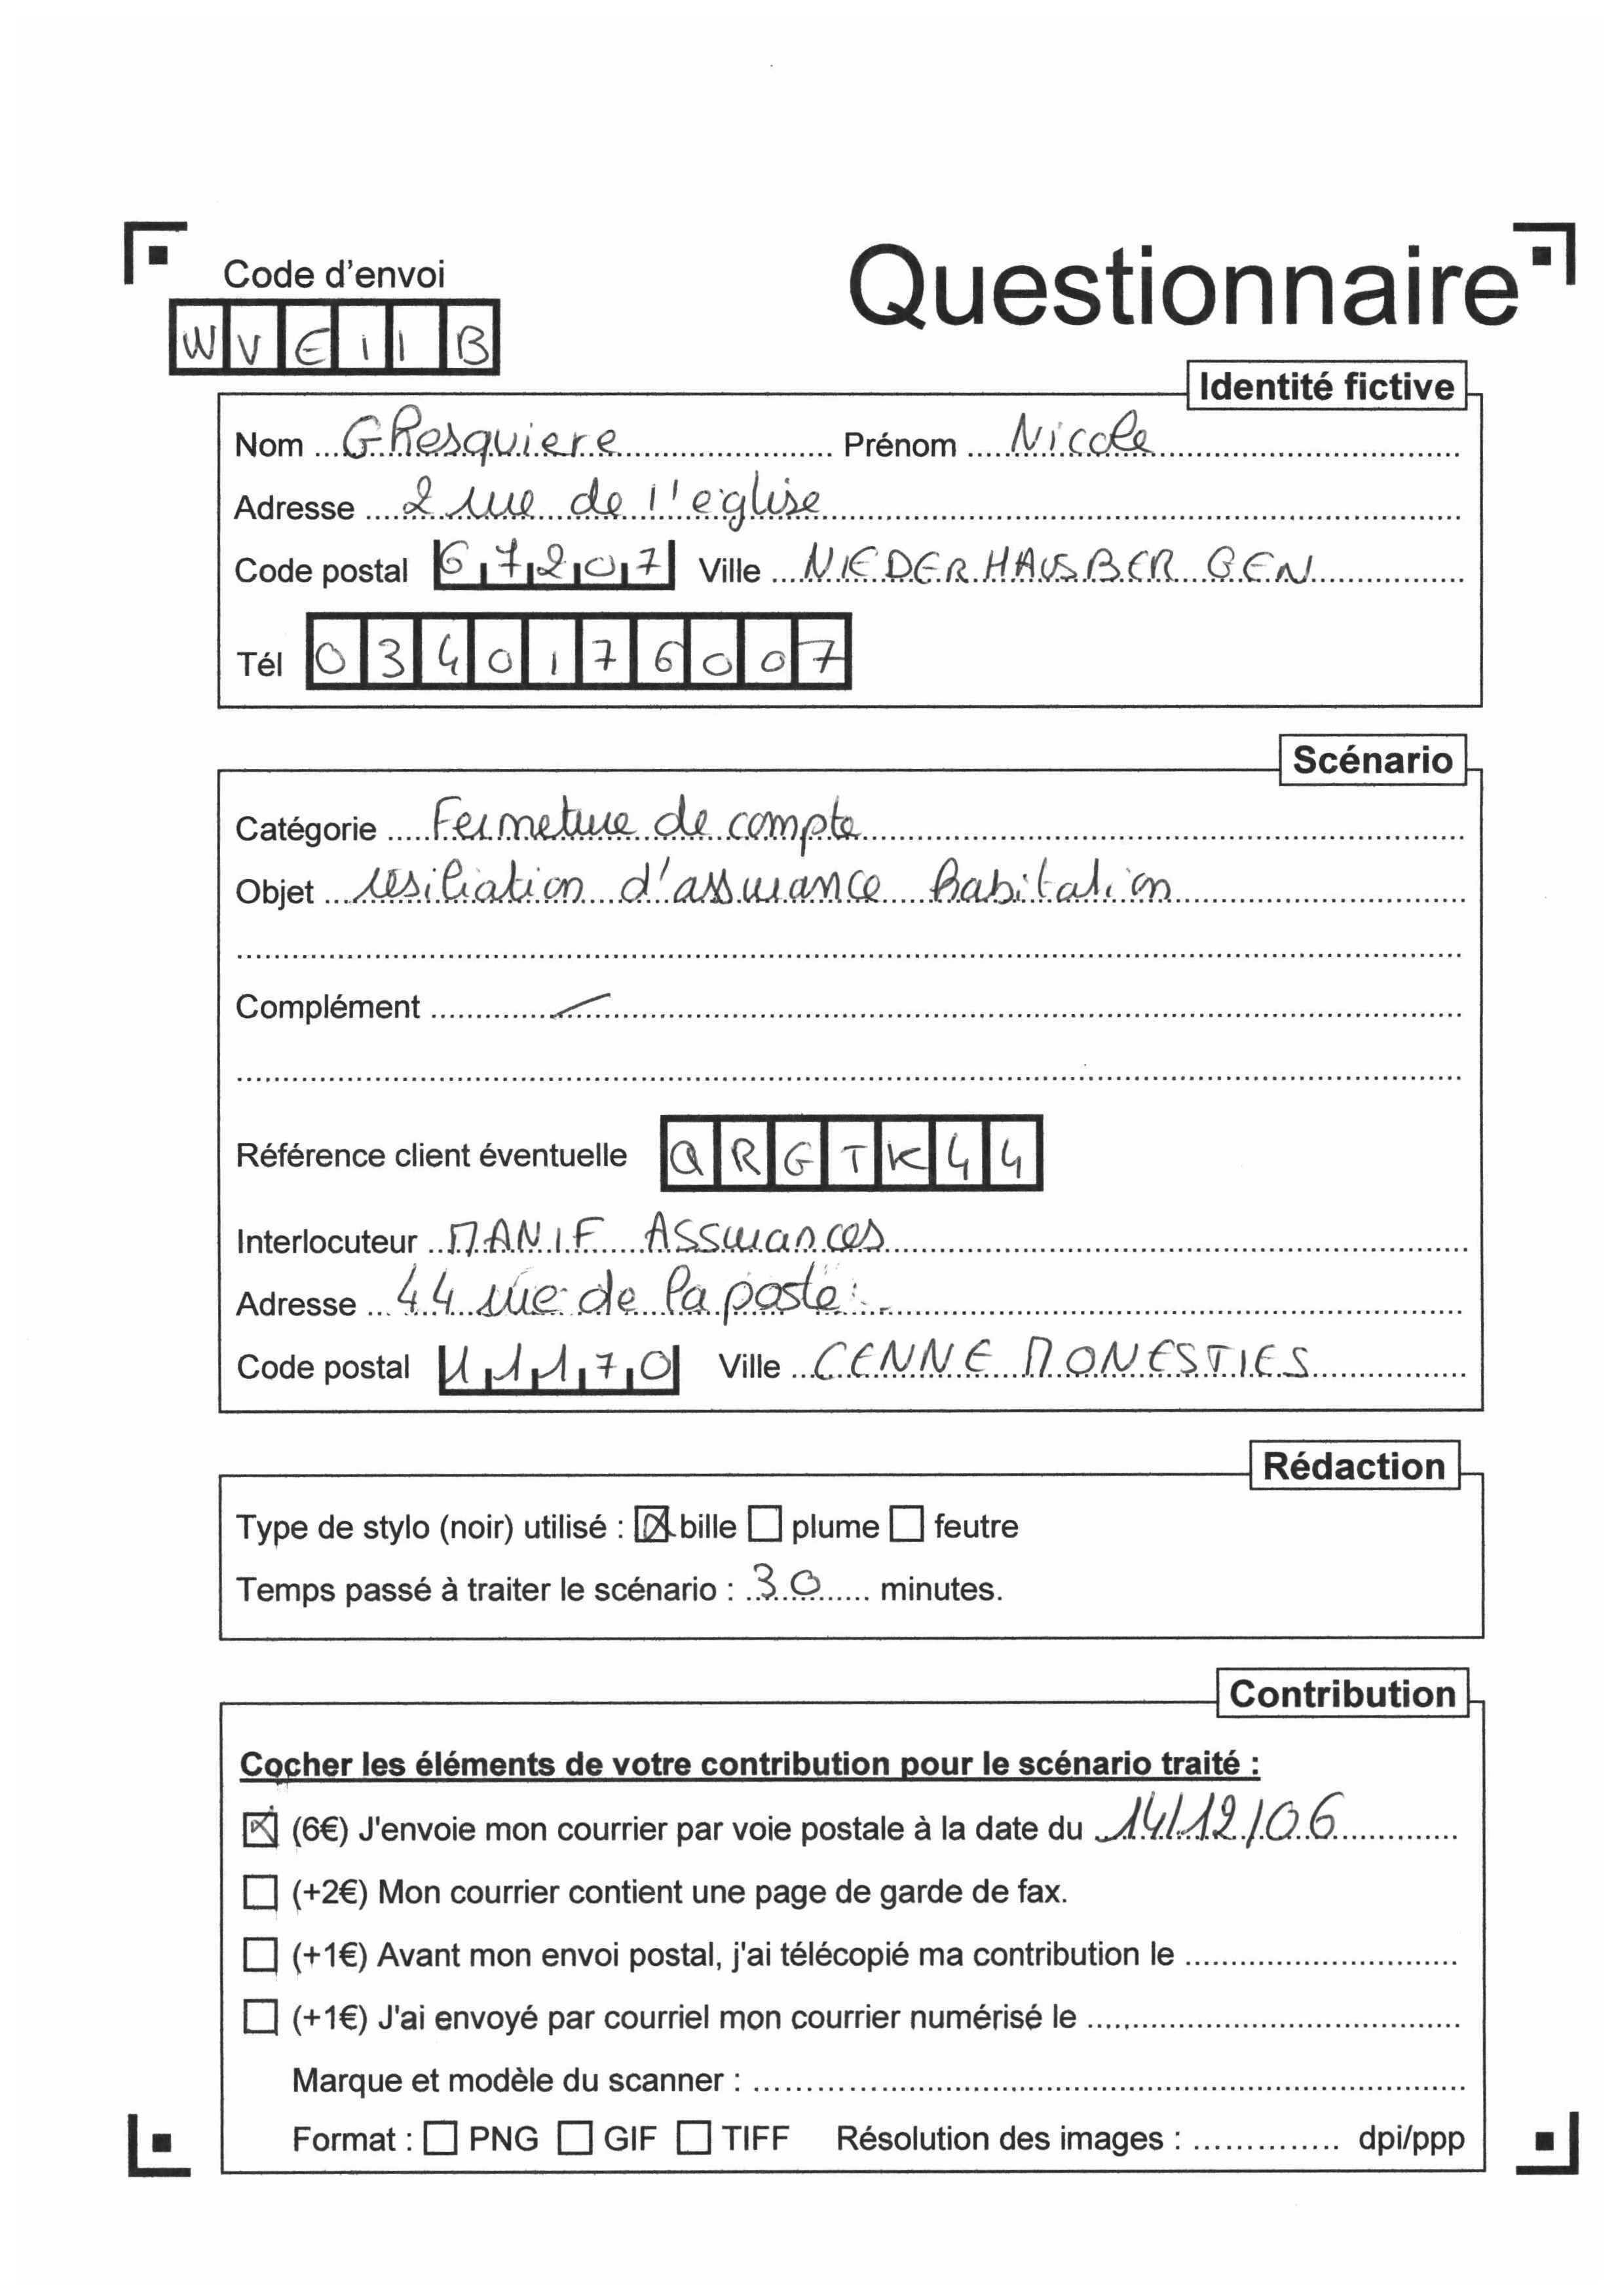 Code d'envoi
Questionnaire
W V E I I B
Identité fictive
Nom GHesquiere Prénom Nicole
Adresse 2 rue de l'eglise
Code postal 67207 Ville NIEDERHAUSBERGEN
Tél 0340176007
Scénario
Catégorie Fermeture de compte
Objet resiliation d'assurance habitation
Complément /
Référence client éventuelle QRGTK44
Interlocuteur MANIF Assurances
Adresse 44 rue de la poste
Code postal 11170 Ville CENNE MONESTIES
Rédaction
Type de stylo (noir) utilisé : ☒ bille ☐ plume ☐ feutre
Temps passé à traiter le scénario : 30 minutes.
Contribution
Cocher les éléments de votre contribution pour le scénario traité :
☒ (6€) J'envoie mon courrier par voie postale à la date du 14/12/06
☐ (+2€) Mon courrier contient une page de garde de fax.
☐ (+1€) Avant mon envoi postal, j'ai télécopié ma contribution le
☐ (+1€) J'ai envoyé par courriel mon courrier numérisé le
Marque et modèle du scanner :
Format : ☐ PNG ☐ GIF ☐ TIFF Résolution des images : dpi/ppp